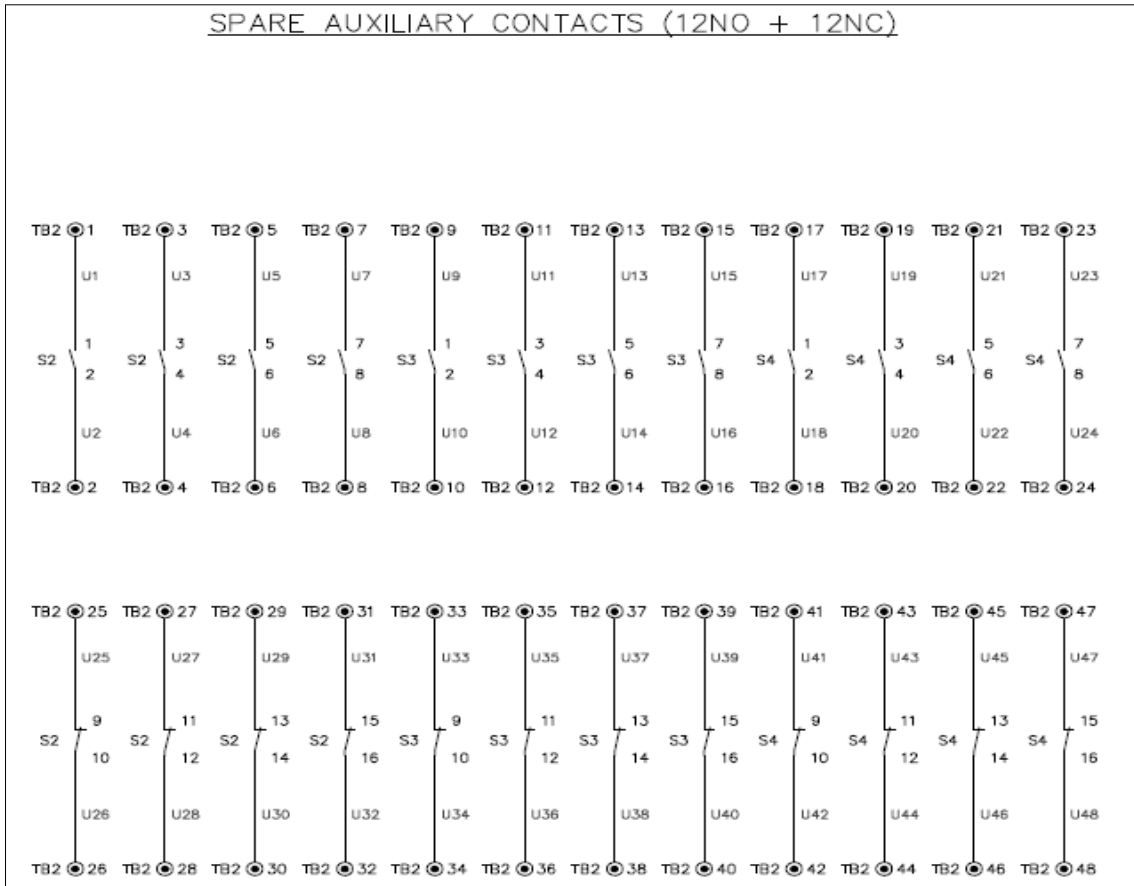 SPARE AUXILIARY CONTACTS (12NO + 12NC)
TB2 1 TB2 3 TB2 5 TB2 7 TB2 9 TB2 11 TB2 13 TB2 15 TB2 17 TB2 19 TB2 21 TB2 23
U1 U3 U5 U7 U9 U11 U13 U15 U17 U19 U21 U23
1 3 5 7 1 3 5 7 1 3 5 7
S2 S2 S2 S2 S3 S3 S3 S3 S4 S4 S4 S4
2 4 6 8 2 4 6 8 2 4 6 8
U2 U4 U6 U8 U10 U12 U14 U16 U18 U20 U22 U24
TB2 2 TB2 4 TB2 6 TB2 8 TB2 10 TB2 12 TB2 14 TB2 16 TB2 18 TB2 20 TB2 22 TB2 24
TB2 25 TB2 27 TB2 29 TB2 31 TB2 33 TB2 35 TB2 37 TB2 39 TB2 41 TB2 43 TB2 45 TB2 47
U25 U27 U29 U31 U33 U35 U37 U39 U41 U43 U45 U47
9 11 13 15 9 11 13 15 9 11 13 15
S2 S2 S2 S2 S3 S3 S3 S3 S4 S4 S4 S4
10 12 14 16 10 12 14 16 10 12 14 16
U26 U28 U30 U32 U34 U36 U38 U40 U42 U44 U46 U48
TB2 26 TB2 28 TB2 30 TB2 32 TB2 34 TB2 36 TB2 38 TB2 40 TB2 42 TB2 44 TB2 46 TB2 48